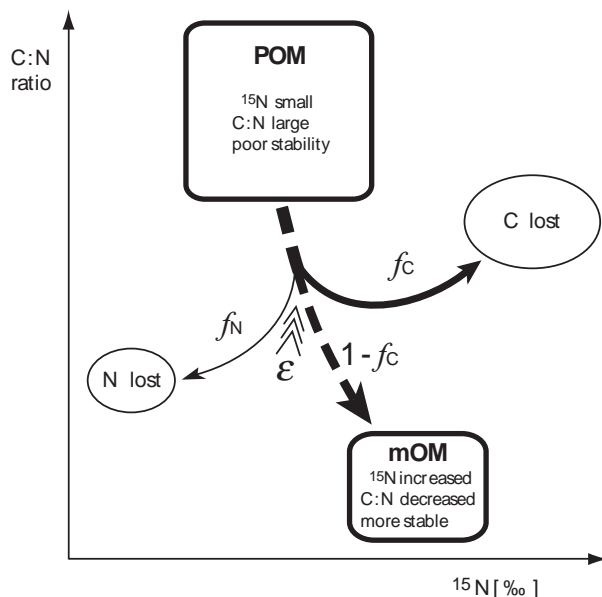 C:N
ratio
POM
¹⁵N small
C:N large
poor stability
C lost
fC
fN
ε
1 - fC
N lost
mOM
¹⁵N increased
C:N decreased
more stable
¹⁵N[‰]